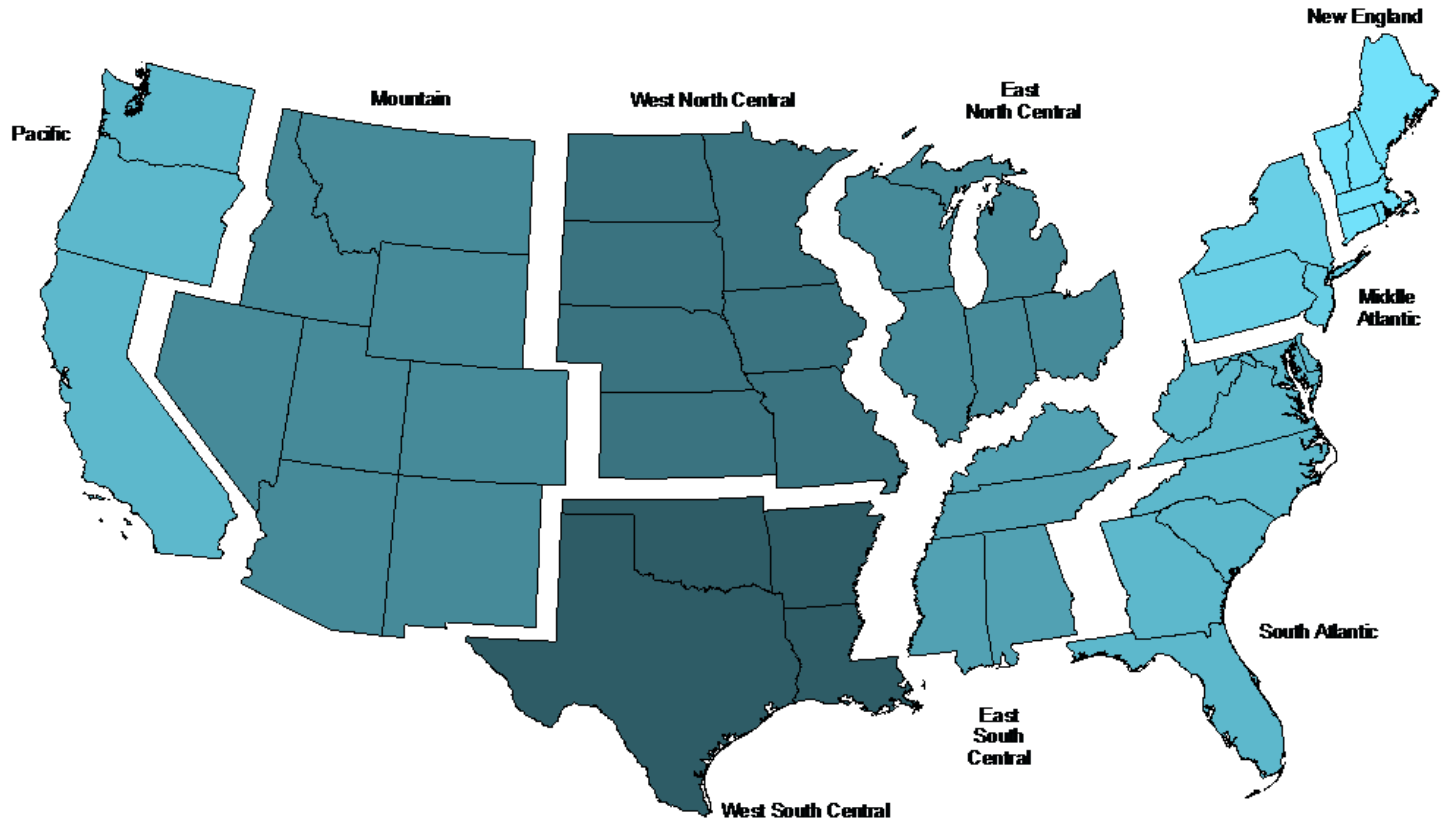 New England
Mountain
West North Central
East
North Central
Pacific
Middle
Atlantic
South Atlantic
East
South
Central
West South Central